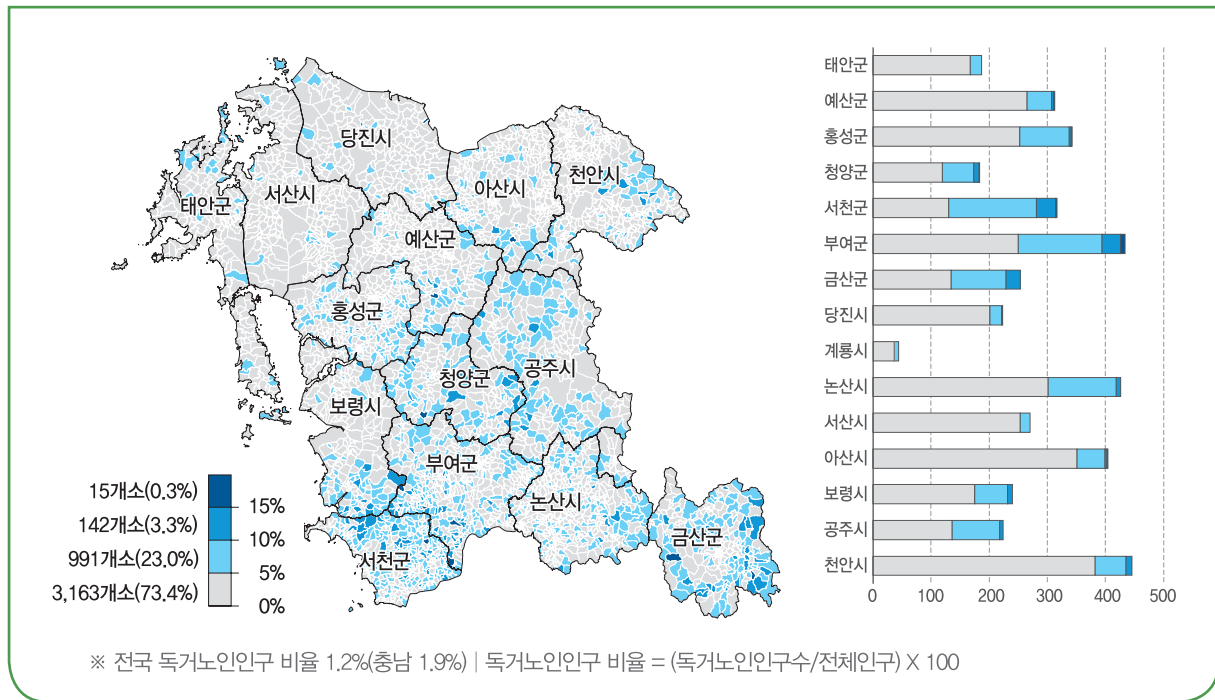 당진시
아산시
천안시
서산시
태안군
예산군
홍성군
청양군
공주시
보령시
부여군
논산시
금산군
서천군
15개소(0.3%)
142개소(3.3%)
991개소(23.0%)
3,163개소(73.4%)
15%
10%
5%
0%
태안군
예산군
홍성군
청양군
서천군
부여군
금산군
당진시
계룡시
논산시
서산시
아산시
보령시
공주시
천안시
0 100 200 300 400 500
※ 전국 독거노인인구 비율 1.2%(충남 1.9%) | 독거노인인구 비율 = (독거노인인구수/전체인구) X 100